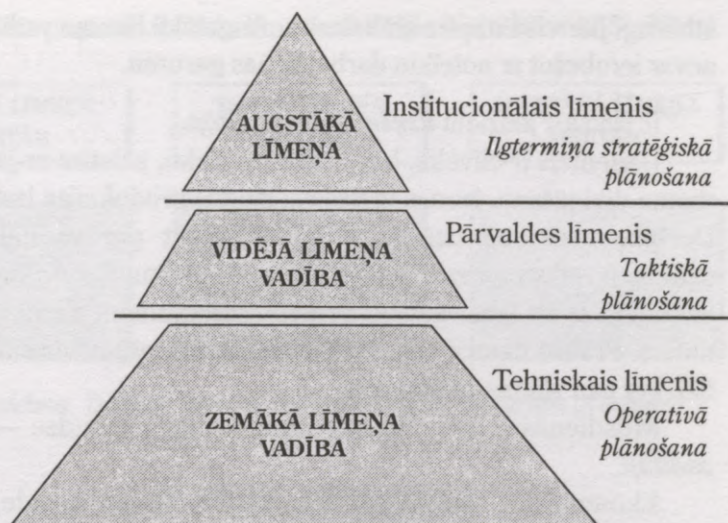 AUGSTĀKĀ
LĪMEŅA
Institucionālais līmenis
Ilgtermiņa stratēģiskā
plānošana
VIDĒJĀ LĪMEŅA
VADĪBA
Pārvaldes līmenis
Taktiskā
plānošana
ZEMĀKĀ LĪMEŅA
VADĪBA
Tehniskais līmenis
Operatīvā
plānošana